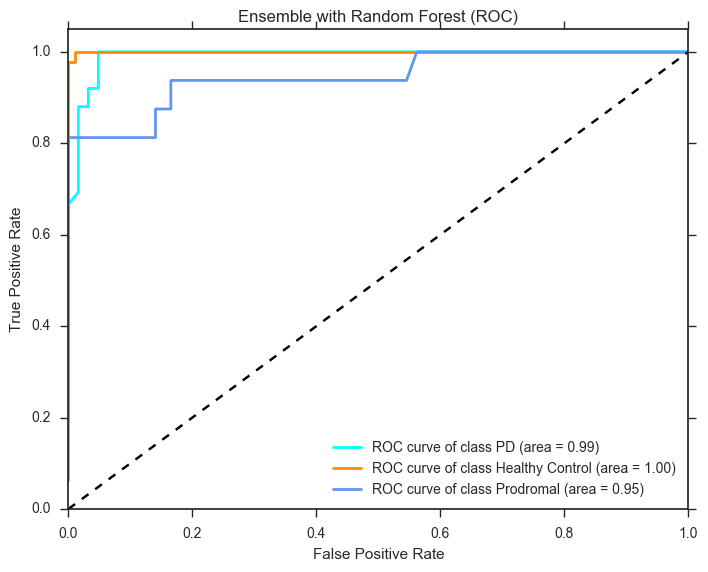 Ensemble with Random Forest (ROC)
1.0
0.8
0.6
0.4
0.2
0.0
True Positive Rate
ROC curve of class PD (area = 0.99)
ROC curve of class Healthy Control (area = 1.00)
ROC curve of class Prodromal (area = 0.95)
0.0 0.2 0.4 0.6 0.8 1.0
False Positive Rate